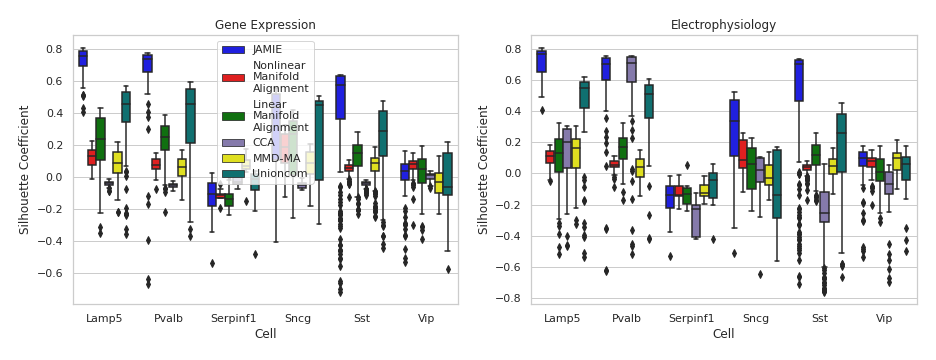 Gene Expression
Silhouette Coefficient
0.8
0.6
0.4
0.2
0.0
−0.2
−0.4
−0.6
JAMIE
Nonlinear
Manifold
Alignment
Linear
Manifold
Alignment
CCA
MMD-MA
Unioncom
Lamp5 Pvalb Serpinf1 Sncg Sst Vip
Cell
Electrophysiology
Silhouette Coefficient
0.8
0.6
0.4
0.2
0.0
−0.2
−0.4
−0.6
−0.8
Lamp5 Pvalb Serpinf1 Sncg Sst Vip
Cell